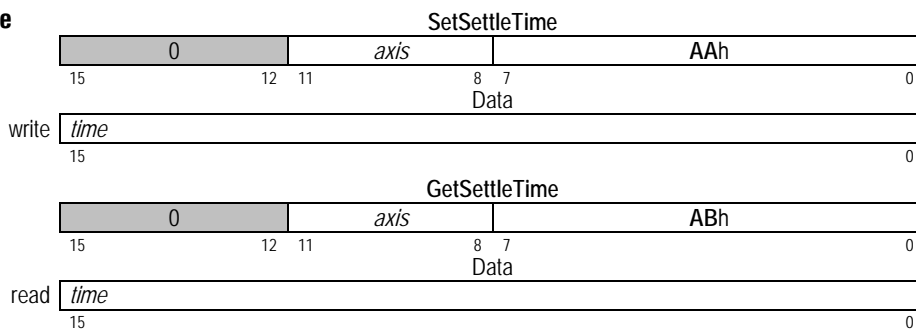 e
SetSettleTime
0 axis AAh
15 12 11 8 7 0
Data
write time
15 0
GetSettleTime
0 axis ABh
15 12 11 8 7 0
Data
read time
15 0